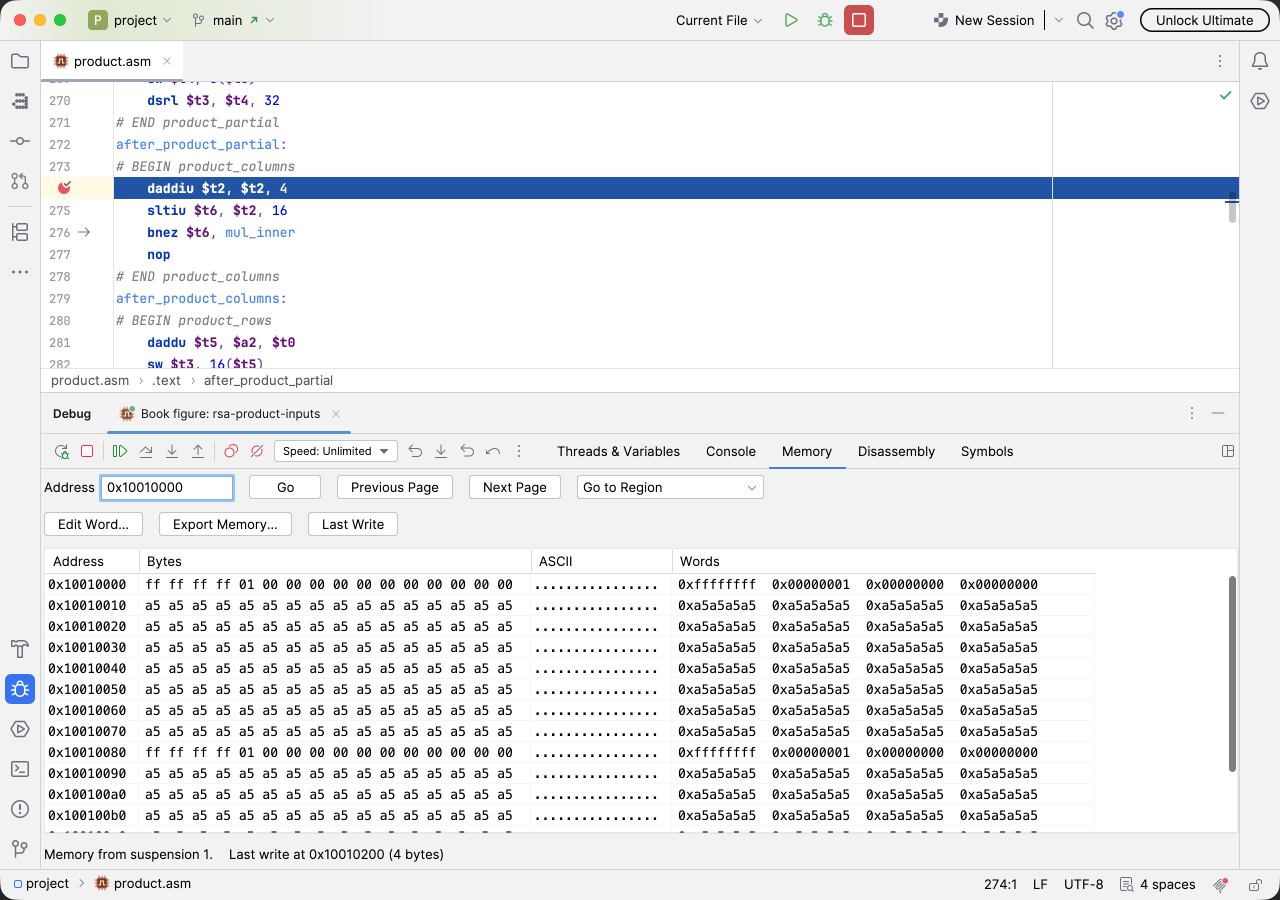 P project main Current File New Session Unlock Ultimate
product.asm
270 dsrl $t3, $t4, 32
271 # END product_partial
272 after_product_partial:
273 # BEGIN product_columns
daddiu $t2, $t2, 4
275 sltiu $t6, $t2, 16
276 bnez $t6, mul_inner
277 nop
278 # END product_columns
279 after_product_columns:
280 # BEGIN product_rows
281 daddu $t5, $a2, $t0
282 sw $t3, 16($t5)
product.asm › .text › after_product_partial
Debug Book figure: rsa-product-inputs
Speed: Unlimited Threads & Variables Console Memory Disassembly Symbols
Address 0x10010000 Go Previous Page Next Page Go to Region
Edit Word... Export Memory... Last Write
Address Bytes ASCII Words
0x10010000 ff ff ff ff 01 00 00 00 00 00 00 00 00 00 00 00 ................ 0xffffffff 0x00000001 0x00000000 0x00000000
0x10010010 a5 a5 a5 a5 a5 a5 a5 a5 a5 a5 a5 a5 a5 a5 a5 a5 ................ 0xa5a5a5a5 0xa5a5a5a5 0xa5a5a5a5 0xa5a5a5a5
0x10010020 a5 a5 a5 a5 a5 a5 a5 a5 a5 a5 a5 a5 a5 a5 a5 a5 ................ 0xa5a5a5a5 0xa5a5a5a5 0xa5a5a5a5 0xa5a5a5a5
0x10010030 a5 a5 a5 a5 a5 a5 a5 a5 a5 a5 a5 a5 a5 a5 a5 a5 ................ 0xa5a5a5a5 0xa5a5a5a5 0xa5a5a5a5 0xa5a5a5a5
0x10010040 a5 a5 a5 a5 a5 a5 a5 a5 a5 a5 a5 a5 a5 a5 a5 a5 ................ 0xa5a5a5a5 0xa5a5a5a5 0xa5a5a5a5 0xa5a5a5a5
0x10010050 a5 a5 a5 a5 a5 a5 a5 a5 a5 a5 a5 a5 a5 a5 a5 a5 ................ 0xa5a5a5a5 0xa5a5a5a5 0xa5a5a5a5 0xa5a5a5a5
0x10010060 a5 a5 a5 a5 a5 a5 a5 a5 a5 a5 a5 a5 a5 a5 a5 a5 ................ 0xa5a5a5a5 0xa5a5a5a5 0xa5a5a5a5 0xa5a5a5a5
0x10010070 a5 a5 a5 a5 a5 a5 a5 a5 a5 a5 a5 a5 a5 a5 a5 a5 ................ 0xa5a5a5a5 0xa5a5a5a5 0xa5a5a5a5 0xa5a5a5a5
0x10010080 ff ff ff ff 01 00 00 00 00 00 00 00 00 00 00 00 ................ 0xffffffff 0x00000001 0x00000000 0x00000000
0x10010090 a5 a5 a5 a5 a5 a5 a5 a5 a5 a5 a5 a5 a5 a5 a5 a5 ................ 0xa5a5a5a5 0xa5a5a5a5 0xa5a5a5a5 0xa5a5a5a5
0x100100a0 a5 a5 a5 a5 a5 a5 a5 a5 a5 a5 a5 a5 a5 a5 a5 a5 ................ 0xa5a5a5a5 0xa5a5a5a5 0xa5a5a5a5 0xa5a5a5a5
0x100100b0 a5 a5 a5 a5 a5 a5 a5 a5 a5 a5 a5 a5 a5 a5 a5 a5 ................ 0xa5a5a5a5 0xa5a5a5a5 0xa5a5a5a5 0xa5a5a5a5
Memory from suspension 1. Last write at 0x10010200 (4 bytes)
project › product.asm 274:1 LF UTF-8 4 spaces